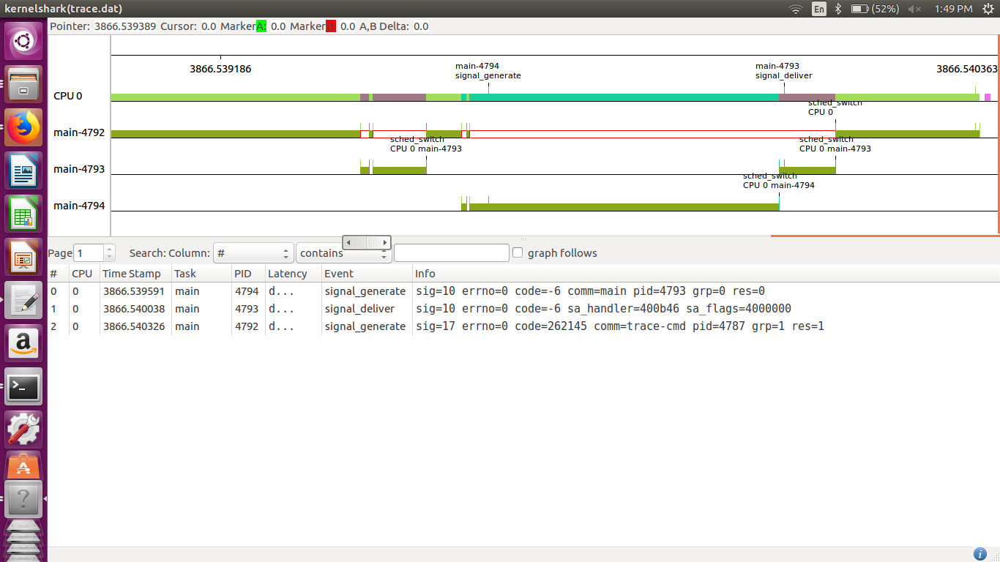 kernelshark(trace.dat)
En (52%) 1:49 PM
Pointer: 3866.539389 Cursor: 0.0 Marker A: 0.0 Marker B: 0.0 A,B Delta: 0.0
3866.539186 3866.540363
main-4794 main-4793
signal_generate signal_deliver
CPU 0
sched_switch
CPU 0
main-4792
sched_switch sched_switch
CPU 0 main-4793 CPU 0 main-4793
main-4793
sched_switch
CPU 0 main-4794
main-4794
Page 1 Search: Column: # contains graph follows
# CPU Time Stamp Task PID Latency Event Info
0 0 3866.539591 main 4794 d... signal_generate sig=10 errno=0 code=-6 comm=main pid=4793 grp=0 res=0
1 0 3866.540038 main 4793 d... signal_deliver sig=10 errno=0 code=-6 sa_handler=400b46 sa_flags=4000000
2 0 3866.540326 main 4792 d... signal_generate sig=17 errno=0 code=262145 comm=trace-cmd pid=4787 grp=1 res=1